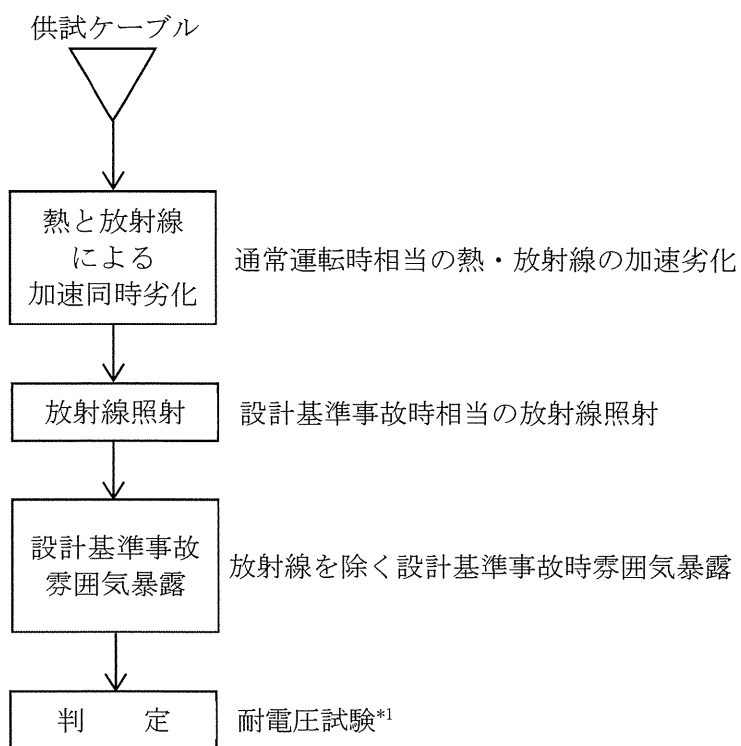 供試ケーブル
熱と放射線
による
加速同時劣化
通常運転時相当の熱・放射線の加速劣化
放射線照射
設計基準事故時相当の放射線照射
設計基準事故
雰囲気暴露
放射線を除く設計基準事故時雰囲気暴露
判　　定
耐電圧試験*1